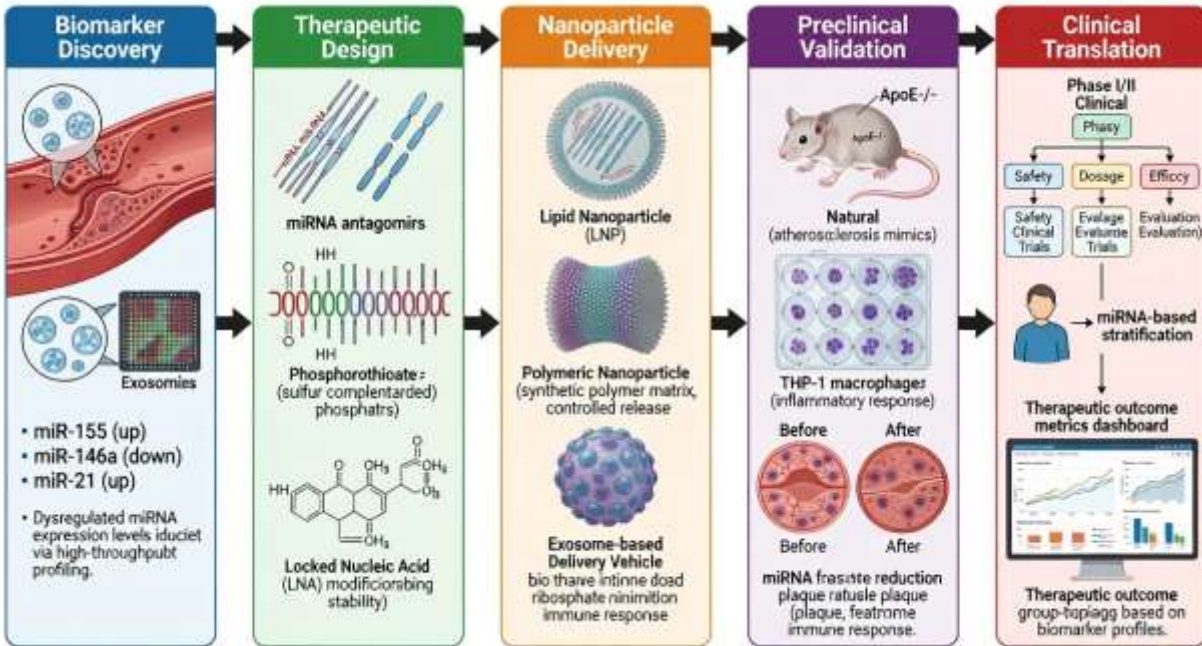 Biomarker
Discovery
Exosomies
• miR-155 (up)
• miR-146a (down)
• miR-21 (up)
• Dysregulated miRNA
expression levels iduciet
via high-throughpubt
profiling.
Therapeutic
Design
miRNA antagomirs
HH
O
O
HH
Phosphorothioate
(sulfur complentarded)
phosphatrs)
O
OH₃
O
HH
Locked Nucleic Acid
(LNA) modificiorsbing
stability)
Nanoparticle
Delivery
Lipid Nanoparticle
(LNP)
Polymeric Nanoparticle
(synthetic polymer matrix,
controlled release
Exosome-based
Delivery Vehicle
bio tharve intinne doad
ribosphate ninimition
immune response
Preclinical
Validation
ApoE-/-
ApoE-/-
Natural
(atherosclerosis mimics)
THP-1 macrophages
(inflammatory response)
Before After
Before After
miRNA frasate reduction
plaque ratusle plaque
(plaque, featrome
immune response.
Clinical
Translation
Phase I/II
Clinical
Phasy
Safety Dosage Efficcy
Safety Evalage Evaluation
Clinical Evaluatde Evaluation)
Trials Trials
miRNA-based
stratification
Therapeutic outcome
metrics dashboard
Therapeutic outcome
group-topiagg based on
biomarker profiles.